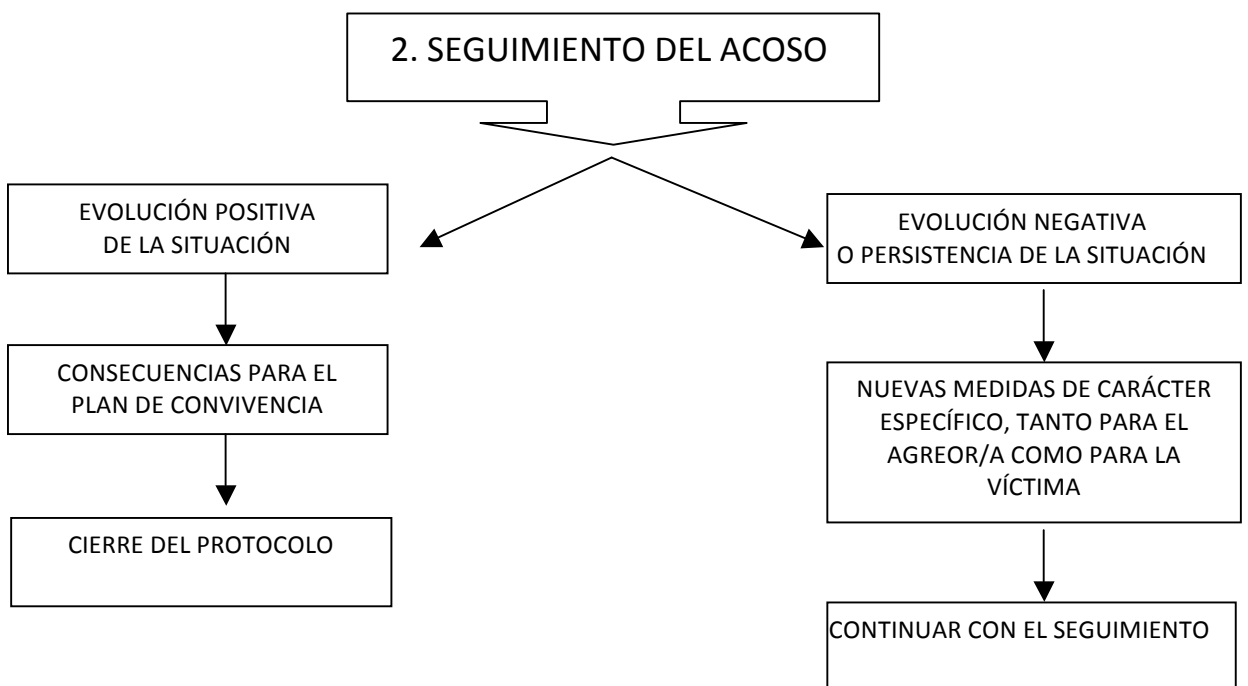 2. SEGUIMIENTO DEL ACOSO
EVOLUCIÓN POSITIVA
DE LA SITUACIÓN
CONSECUENCIAS PARA EL
PLAN DE CONVIVENCIA
CIERRE DEL PROTOCOLO
EVOLUCIÓN NEGATIVA
O PERSISTENCIA DE LA SITUACIÓN
NUEVAS MEDIDAS DE CARÁCTER
ESPECÍFICO, TANTO PARA EL
AGREOR/A COMO PARA LA
VÍCTIMA
CONTINUAR CON EL SEGUIMIENTO